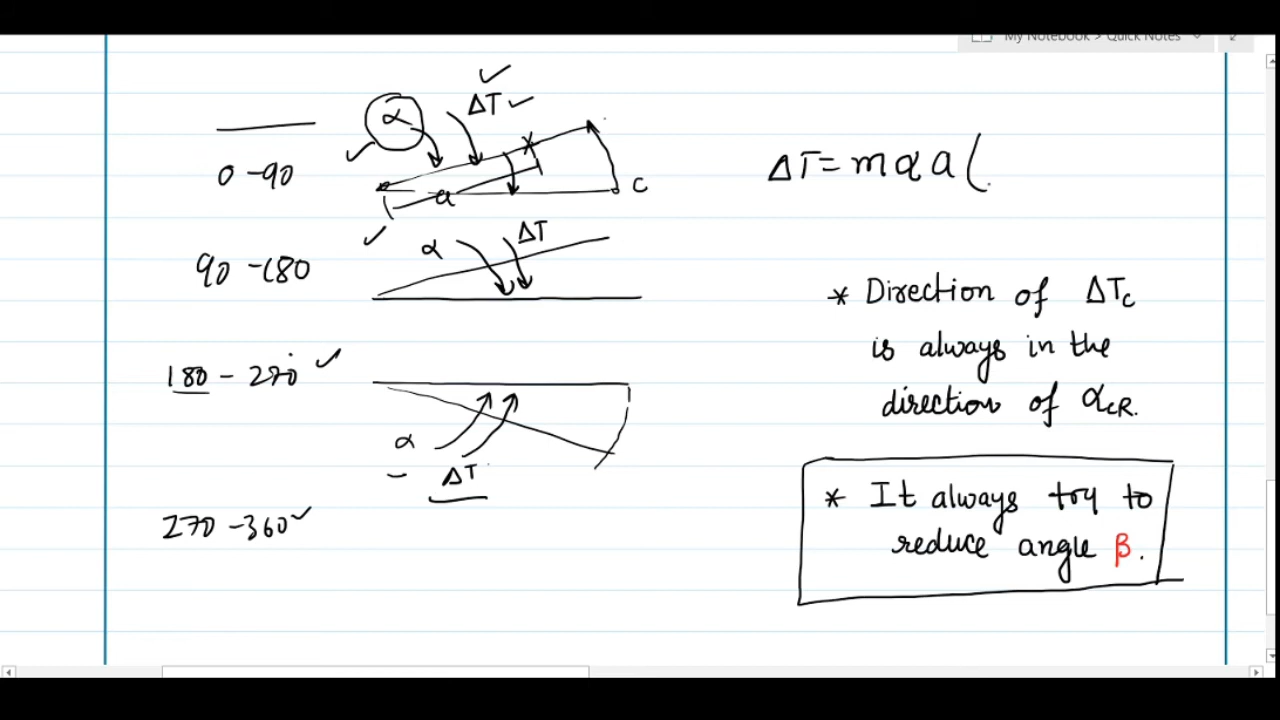 My Notebook > Quick Notes
α ΔT
0 - 90
a
C
ΔT = m α a (
90 - 180
α ΔT
* Direction of ΔTc
is always in the
direction of αCR.
180 - 270
α
ΔT
* It always try to
reduce angle β.
270 - 360